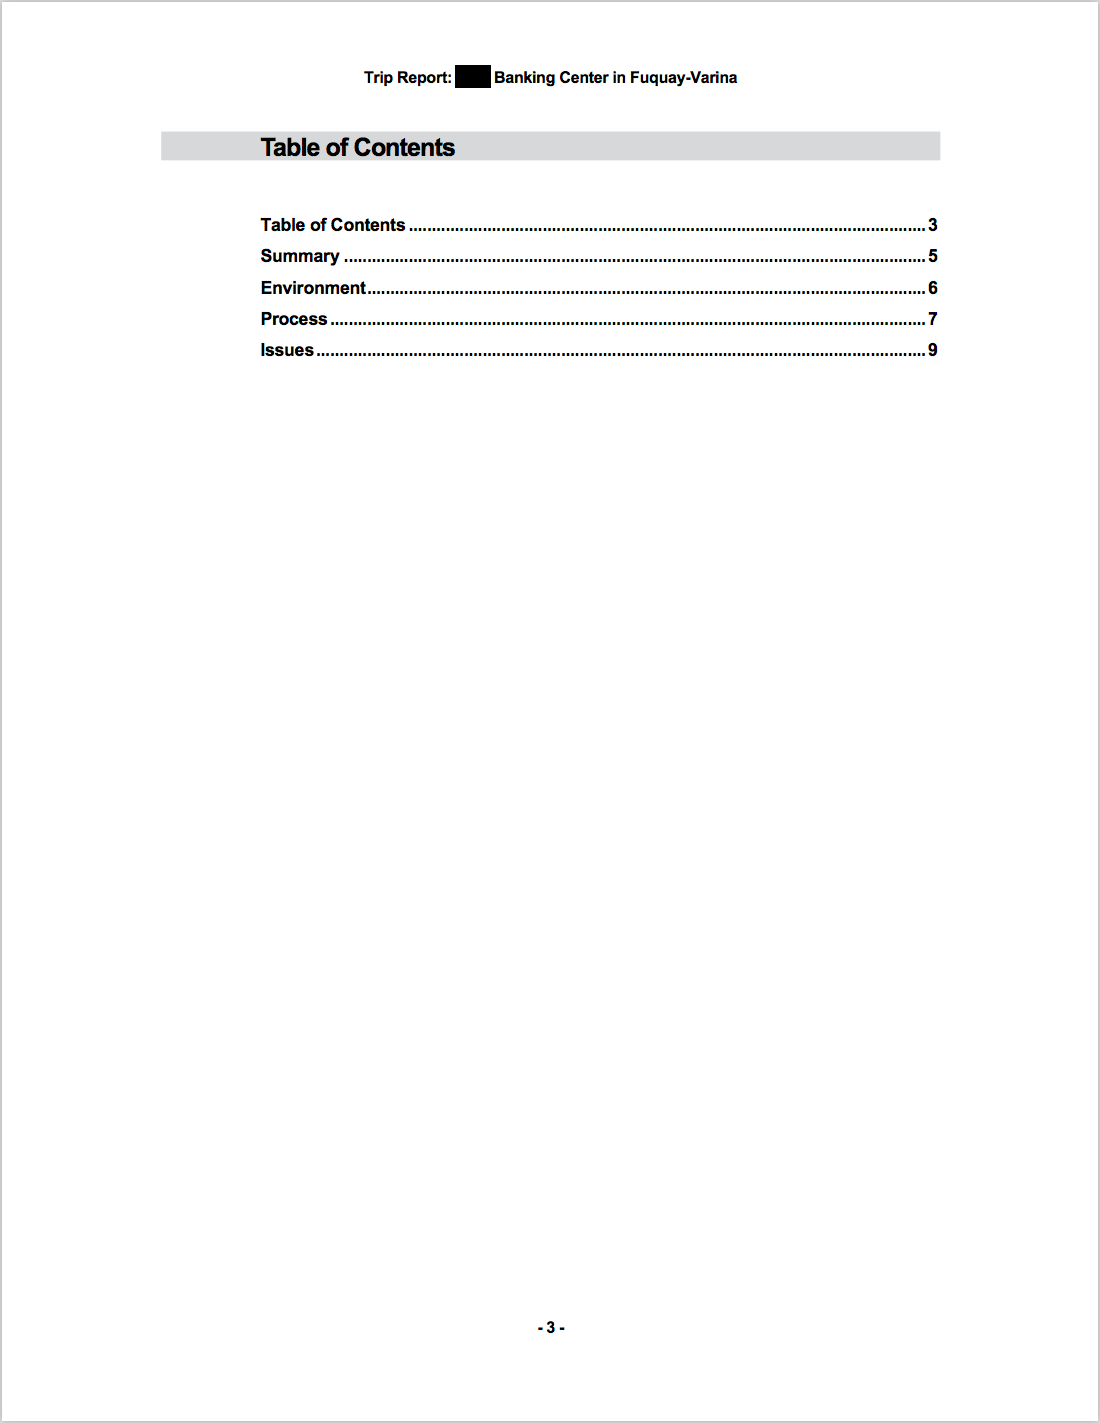 Trip Report: Banking Center in Fuquay-Varina
Table of Contents
Table of Contents ........................................................................................................ 3
Summary ..................................................................................................................... 5
Environment................................................................................................................ 6
Process ....................................................................................................................... 7
Issues .......................................................................................................................... 9
- 3 -